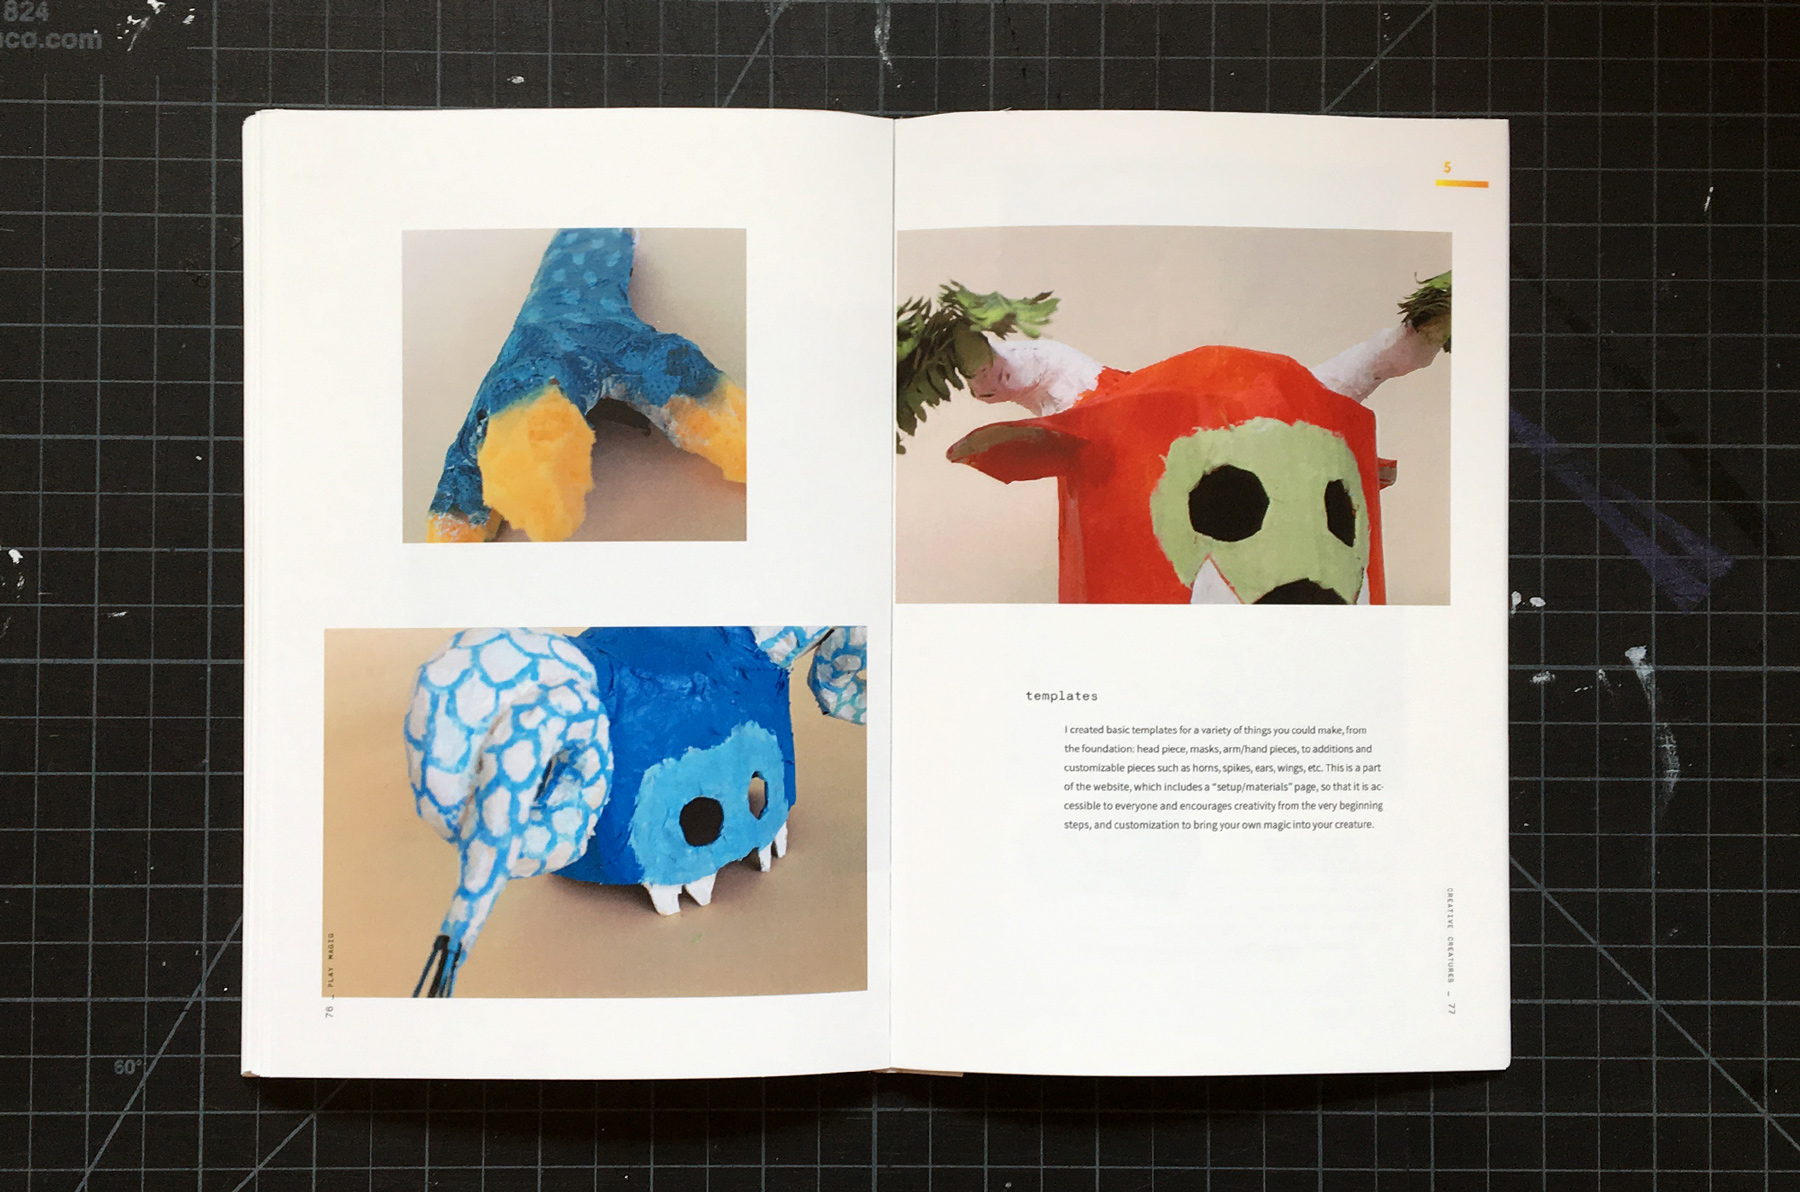 824
co.com
5
templates
I created basic templates for a variety of things you could make, from
the foundation: head piece, masks, arm/hand pieces, to additions and
customizable pieces such as horns, spikes, ears, wings, etc. This is a part
of the website, which includes a “setup/materials” page, so that it is ac-
cessible to everyone and encourages creativity from the very beginning
steps, and customization to bring your own magic into your creature.
76 _ PLAY MAGIQ
CREATIVE CREATURES _ 77
60°